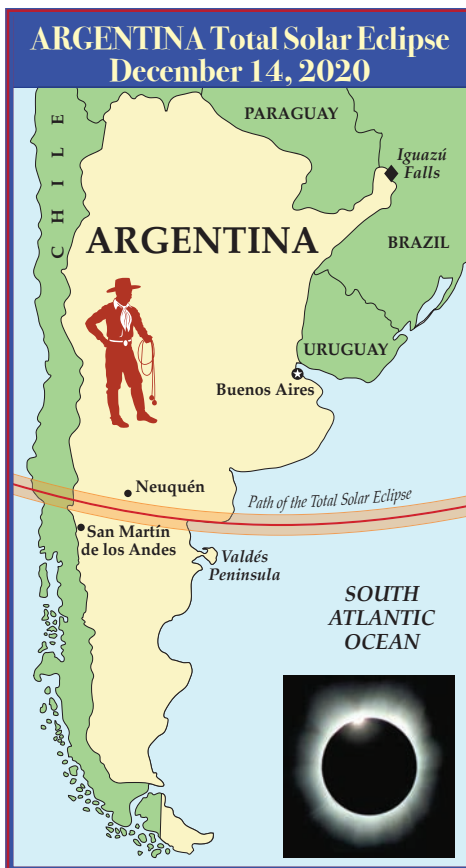 ARGENTINA Total Solar Eclipse
December 14, 2020
PARAGUAY
Iguazú
Falls
CHILE
ARGENTINA
BRAZIL
URUGUAY
Buenos Aires
Neuquén
Path of the Total Solar Eclipse
San Martín
de los Andes
Valdés
Peninsula
SOUTH
ATLANTIC
OCEAN